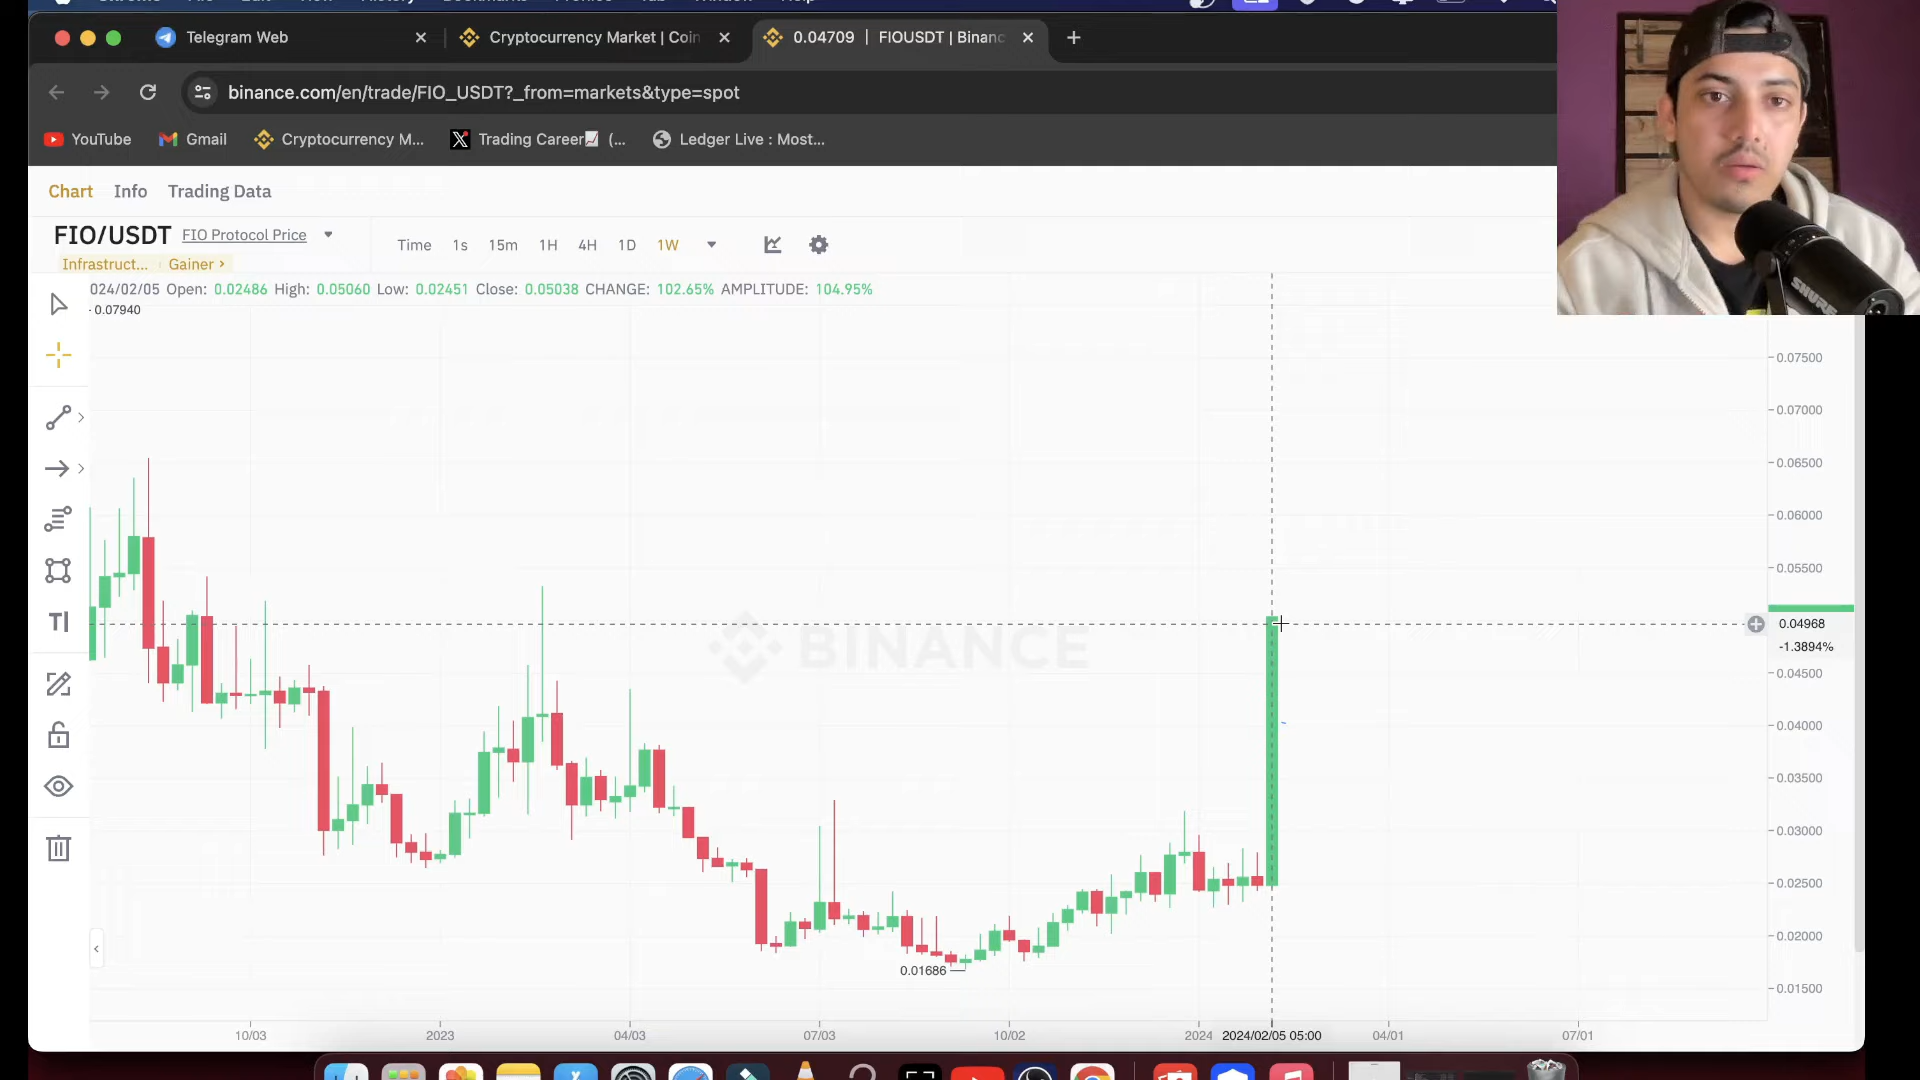 Telegram Web
Cryptocurrency Market | Coin
0.04709 | FIOUSDT | Binanc
binance.com/en/trade/FIO_USDT?_from=markets&type=spot
YouTube
Gmail
Cryptocurrency M...
Trading Career (...
Ledger Live : Most...
Chart Info Trading Data
FIO/USDT FIO Protocol Price
Infrastruct... Gainer
Time 1s 15m 1H 4H 1D 1W
024/02/05 Open: 0.02486 High: 0.05060 Low: 0.02451 Close: 0.05038 CHANGE: 102.65% AMPLITUDE: 104.95%
0.07940
0.07500
0.07000
0.06500
0.06000
0.05500
0.04968
-1.3894%
0.04500
0.04000
0.03500
0.03000
0.02500
0.02000
0.01500
BINANCE
0.01686
10/03 2023 04/03 07/03 10/02 2024 2024/02/05 05:00 04/01 07/01
SHURE